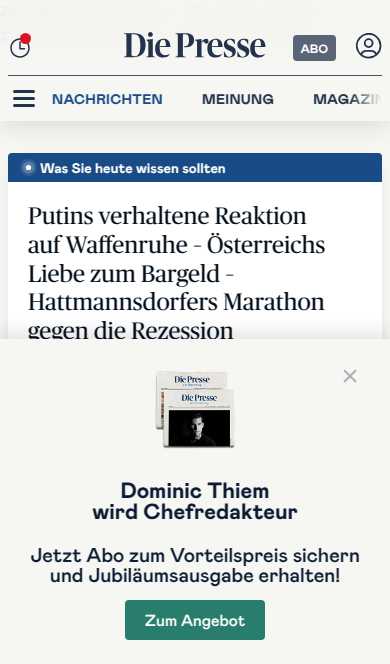 Die Presse
ABO
NACHRICHTEN MEINUNG MAGAZIN
Was Sie heute wissen sollten
Putins verhaltene Reaktion
auf Waffenruhe – Österreichs
Liebe zum Bargeld –
Hattmannsdorfers Marathon
gegen die Rezession
Die Presse
Die Presse
Dominic Thiem
wird Chefredakteur
Jetzt Abo zum Vorteilspreis sichern
und Jubiläumsausgabe erhalten!
Zum Angebot